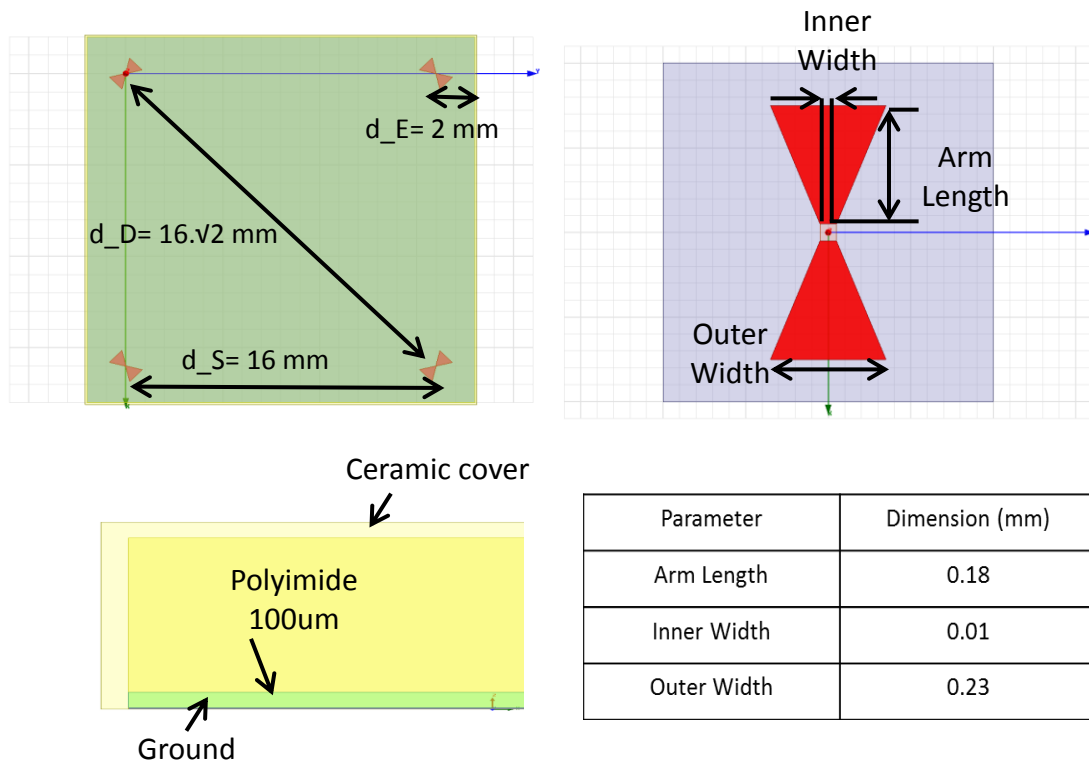 d_E= 2 mm
d_D= 16.√2 mm
d_S= 16 mm
Inner
Width
Arm
Length
Outer
Width
Ceramic cover
Polyimide
100um
Ground
Parameter Dimension (mm)
Arm Length 0.18
Inner Width 0.01
Outer Width 0.23